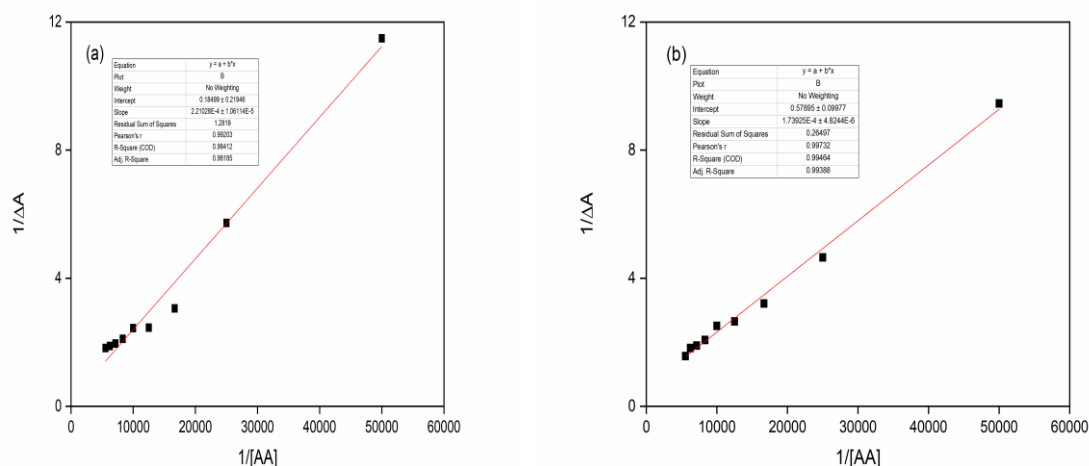 12
8
4
0
1/ΔA
(a)
Equation y = a + b*x
Plot B
Weight No Weighting
Intercept 0.18499 ± 0.21946
Slope 2.21026E-4 ± 1.06114E-5
Residual Sum of Squares 1.2819
Pearson's r 0.99203
R-Square (COD) 0.98412
Adj. R-Square 0.98185
0 10000 20000 30000 40000 50000 60000
1/[AA]
12
8
4
0
1/ΔA
(b)
Equation y = a + b*x
Plot B
Weight No Weighting
Intercept 0.57895 ± 0.09977
Slope 1.73925E-4 ± 4.8244E-6
Residual Sum of Squares 0.26497
Pearson's r 0.99732
R-Square (COD) 0.99464
Adj. R-Square 0.99388
0 10000 20000 30000 40000 50000 60000
1/[AA]